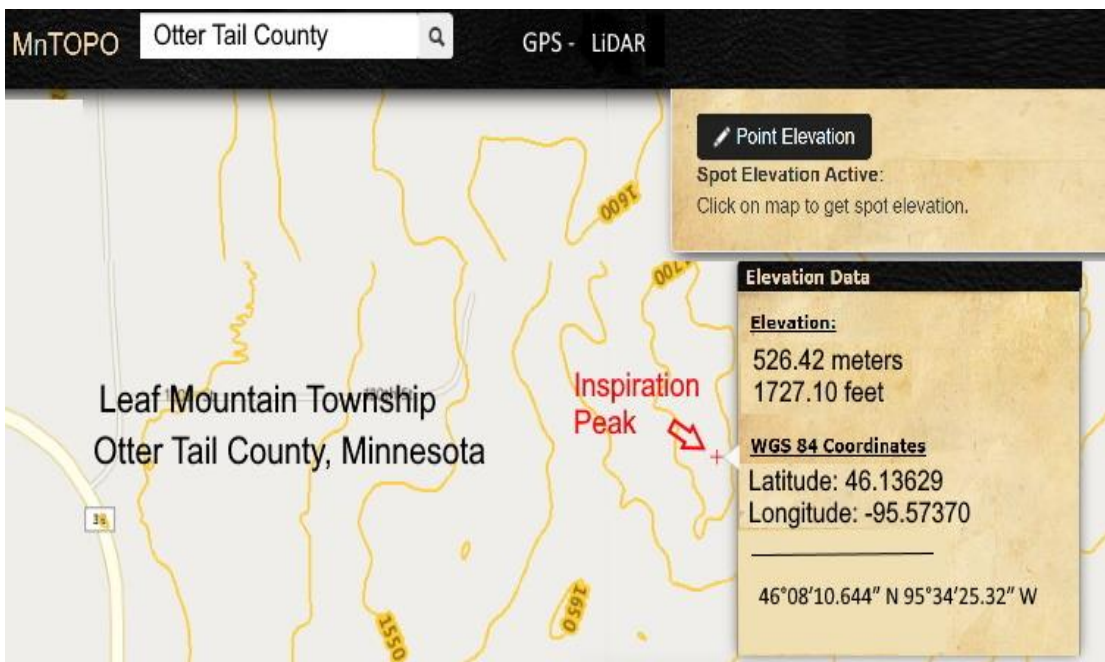 MnTOPO
Otter Tail County
GPS - LiDAR
Point Elevation
Spot Elevation Active:
Click on map to get spot elevation.
1600
1700
Elevation Data
Elevation:
526.42 meters
1727.10 feet
Inspiration
Peak
Leaf Mountain Township
Otter Tail County, Minnesota
WGS 84 Coordinates
Latitude: 46.13629
Longitude: -95.57370
46°08'10.644" N 95°34'25.32" W
1550
1650